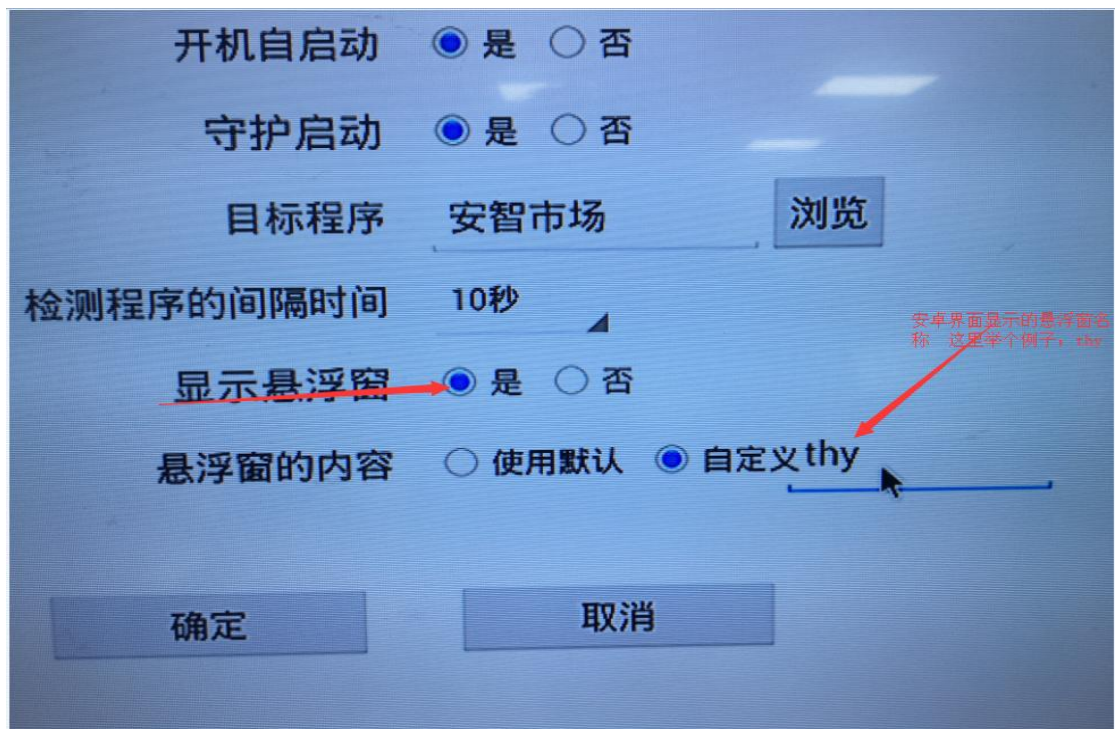 开机自启动 是 否
守护启动 是 否
目标程序 安智市场 浏览
检测程序的间隔时间 10秒
安卓界面显示的悬浮窗名
称 这里举个例子：thy
显示悬浮窗 是 否
悬浮窗的内容 使用默认 自定义 thy
确定 取消